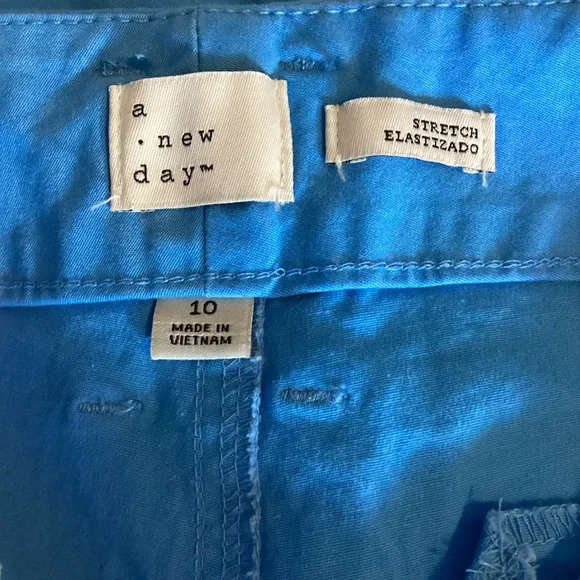 a
· new
day™
STRETCH
ELASTIZADO
10
MADE IN
VIETNAM